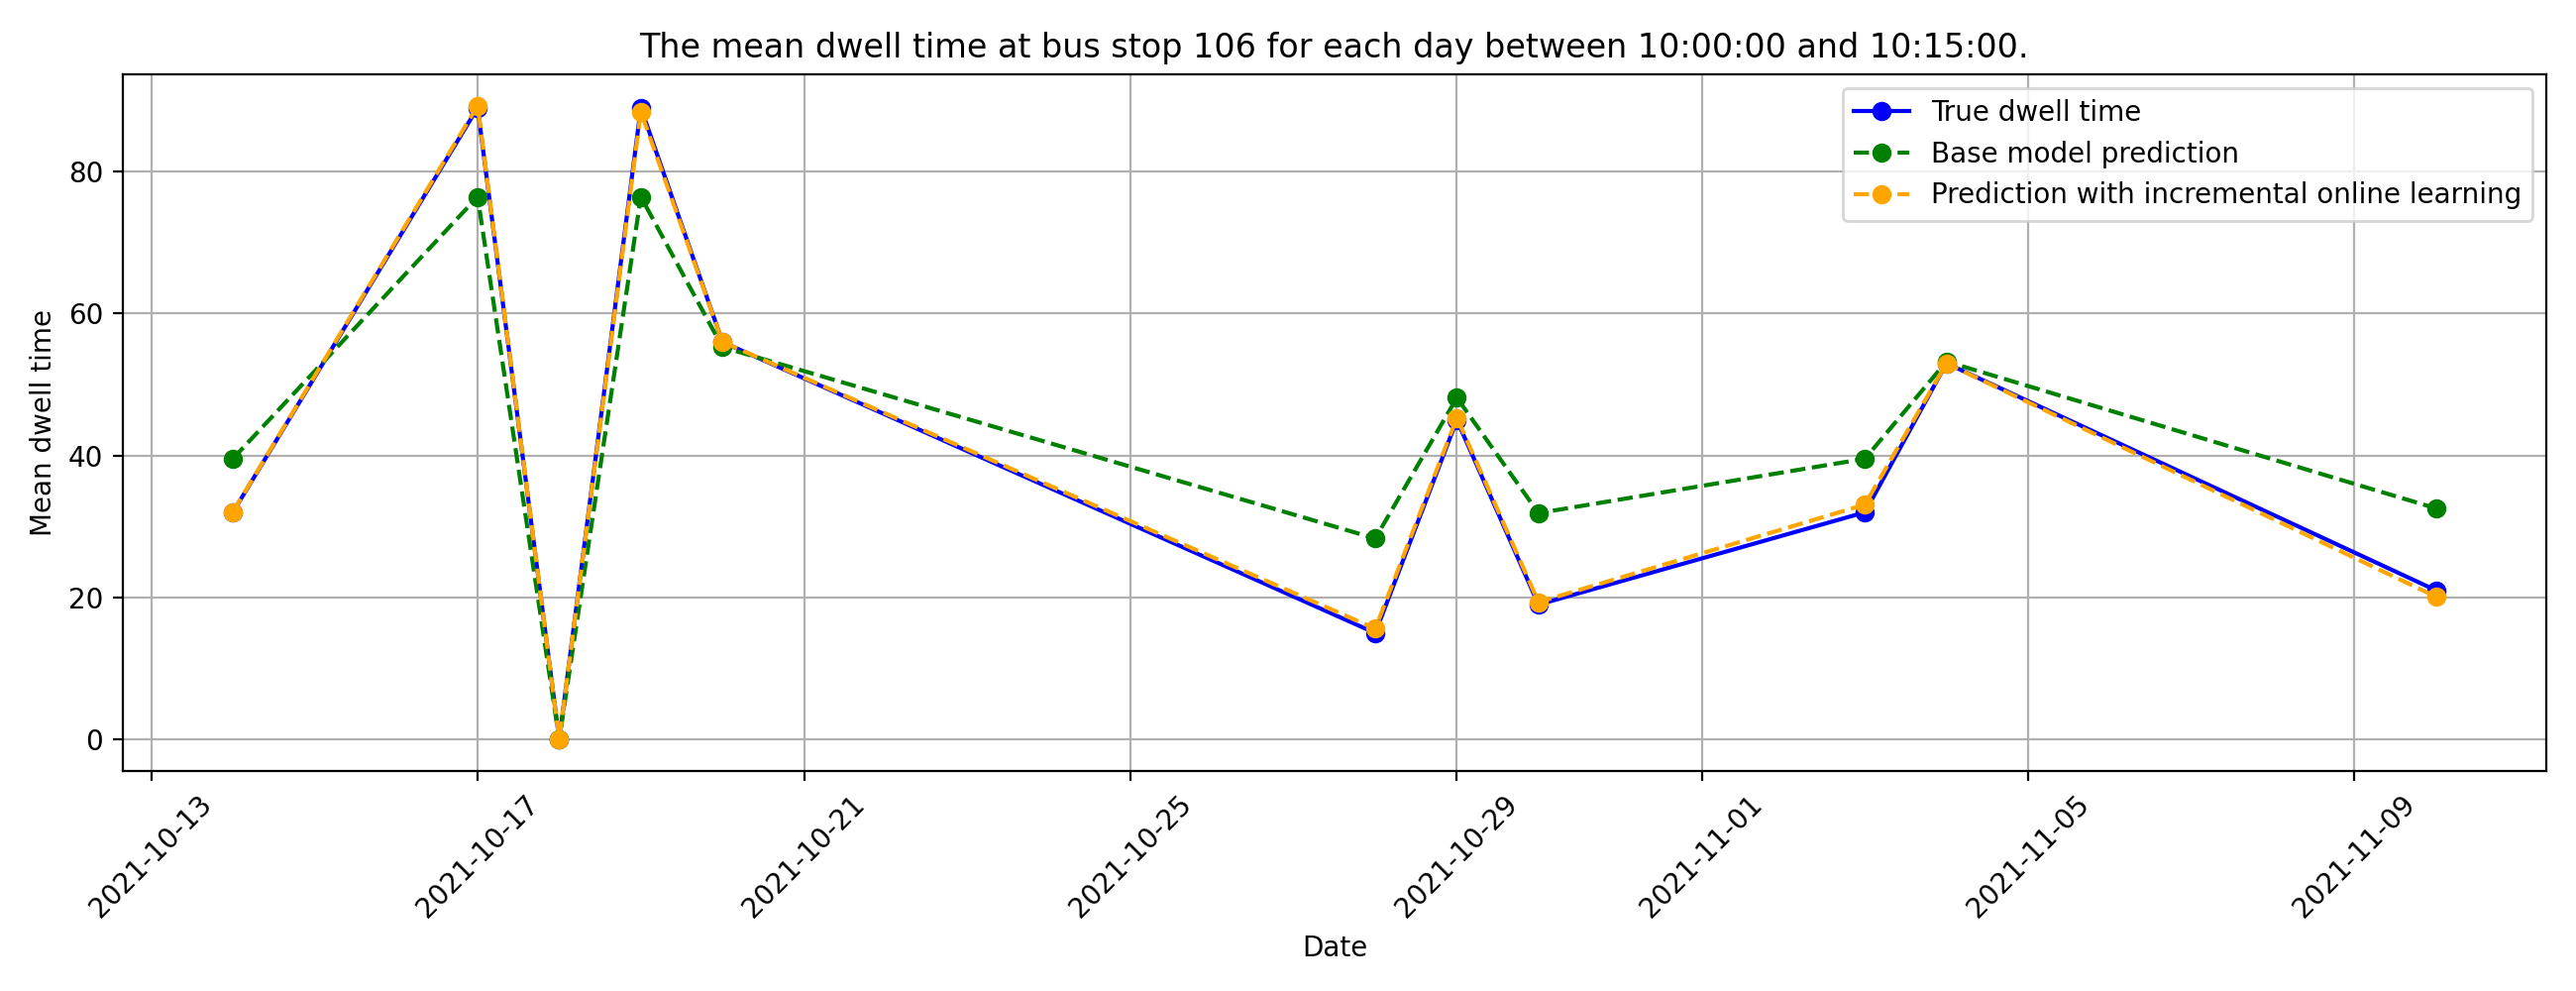 The mean dwell time at bus stop 106 for each day between 10:00:00 and 10:15:00.
True dwell time
Base model prediction
Prediction with incremental online learning
Mean dwell time
80
60
40
20
0
2021-10-13
2021-10-17
2021-10-21
2021-10-25
2021-10-29
2021-11-01
2021-11-05
2021-11-09
Date